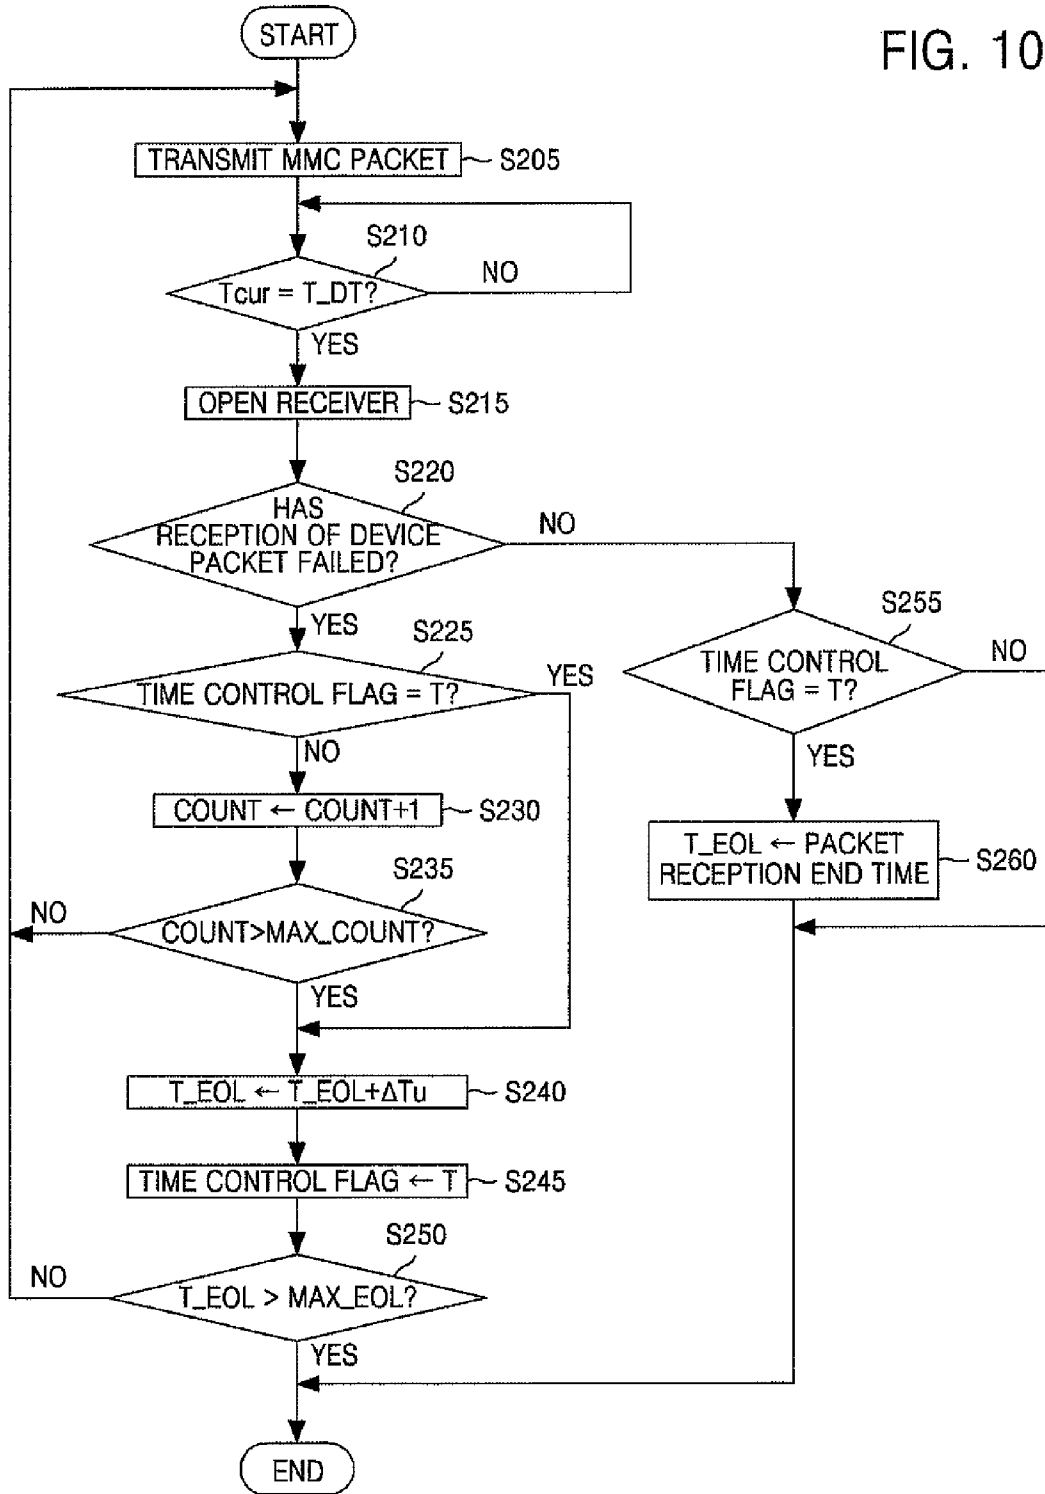 FIG. 10
START
TRANSMIT MMC PACKET
S205
S210
Tcur = T_DT?
NO
YES
OPEN RECEIVER
S215
S220
HAS
RECEPTION OF DEVICE
PACKET FAILED?
NO
YES
S225
TIME CONTROL FLAG = T?
YES
NO
S255
TIME CONTROL
FLAG = T?
NO
YES
COUNT ← COUNT+1
S230
T_EOL ← PACKET
RECEPTION END TIME
S260
S235
COUNT>MAX_COUNT?
NO
YES
T_EOL ← T_EOL+ΔTu
S240
TIME CONTROL FLAG ← T
S245
S250
T_EOL > MAX_EOL?
NO
YES
END